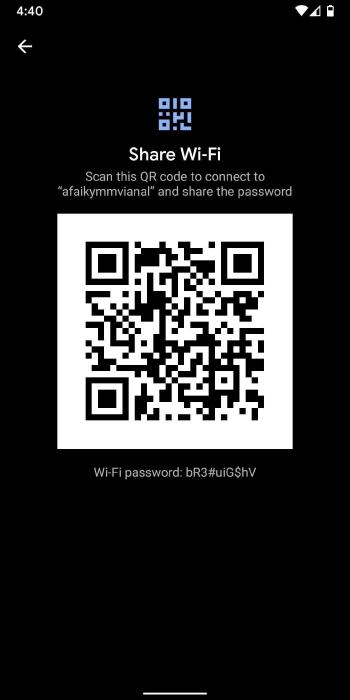 4:40
Share Wi-Fi
Scan this QR code to connect to
“afaikymmvianal” and share the password
Wi-Fi password: bR3#uiG$hV